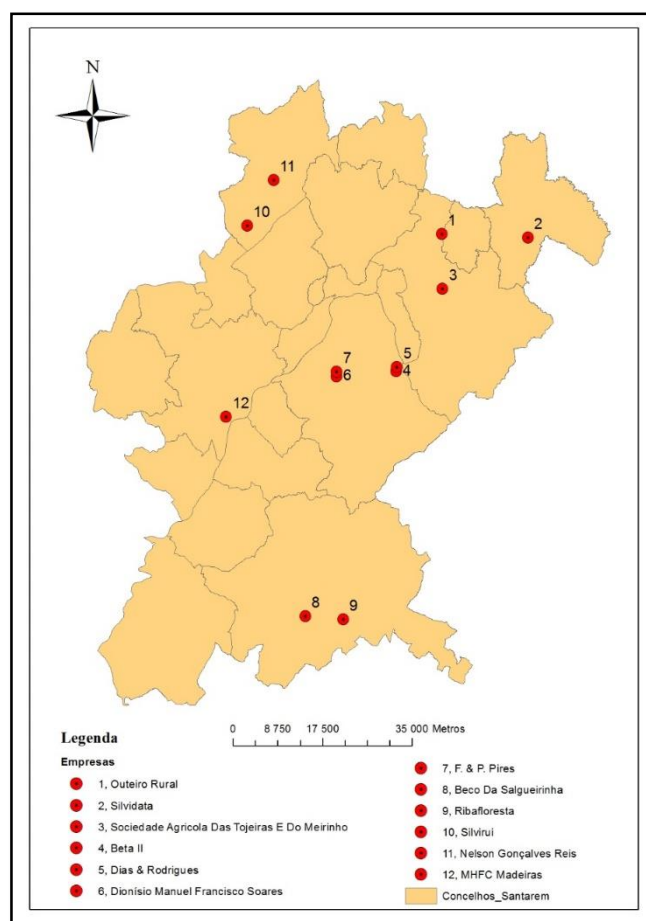 N
11
10
1
2
3
7
5
6
4
12
8
9
0 8 750 17 500 35 000 Metros
Legenda
Empresas
1, Outeiro Rural
2, Silvidata
3, Sociedade Agricola Das Tojeiras E Do Meirinho
4, Beta II
5, Dias & Rodrigues
6, Dionísio Manuel Francisco Soares
7, F. & P. Pires
8, Beco Da Salgueirinha
9, Ribafloresta
10, Silvirui
11, Nelson Gonçalves Reis
12, MHFC Madeiras
Concelhos_Santarem